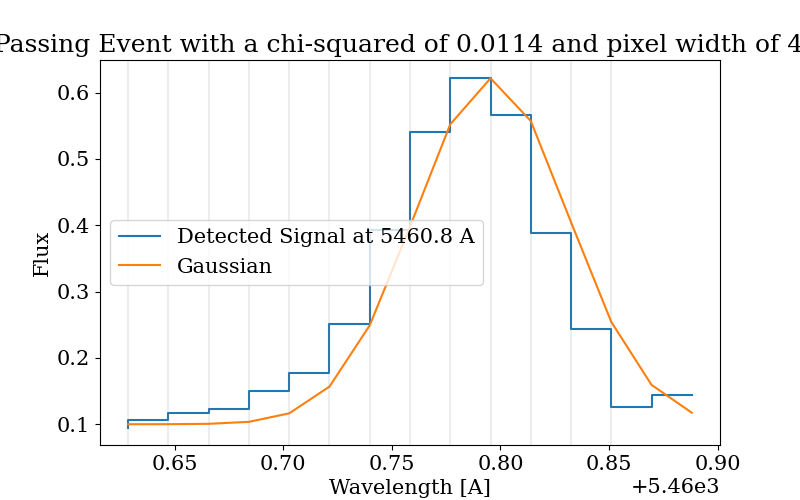 Passing Event with a chi-squared of 0.0114 and pixel width of 4
0.6
0.5
0.4
0.3
0.2
0.1
Flux
Detected Signal at 5460.8 A
Gaussian
0.65 0.70 0.75 0.80 0.85 0.90
Wavelength [A]
+5.46e3